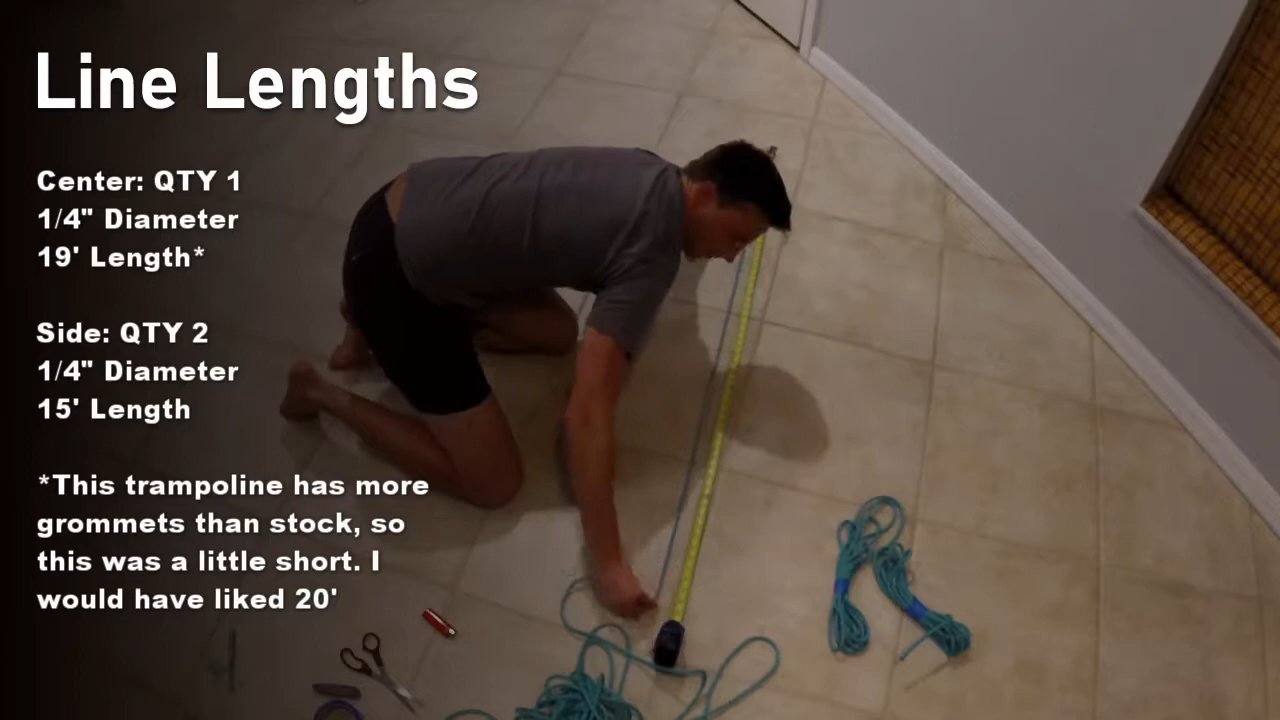 Line Lengths
Center: QTY 1
1/4" Diameter
19' Length*
Side: QTY 2
1/4" Diameter
15' Length
*This trampoline has more
grommets than stock, so
this was a little short. I
would have liked 20'